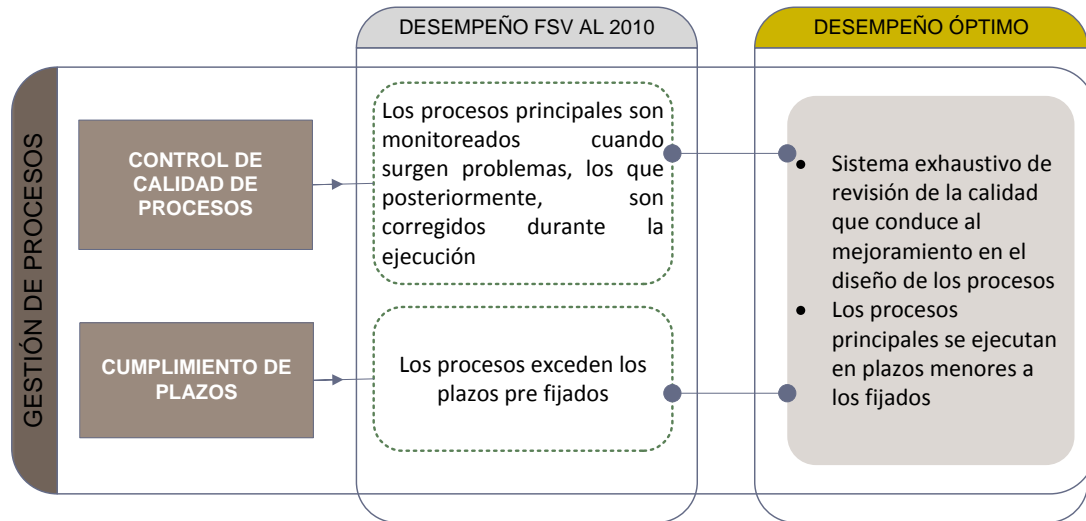 DESEMPEÑO FSV AL 2010
DESEMPEÑO ÓPTIMO
GESTIÓN DE PROCESOS
CONTROL DE
CALIDAD DE
PROCESOS
Los procesos principales son
monitoreados cuando
surgen problemas, los que
posteriormente, son
corregidos durante la
ejecución
CUMPLIMIENTO DE
PLAZOS
Los procesos exceden los
plazos pre fijados
• Sistema exhaustivo de
revisión de la calidad
que conduce al
mejoramiento en el
diseño de los procesos
• Los procesos
principales se ejecutan
en plazos menores a
los fijados